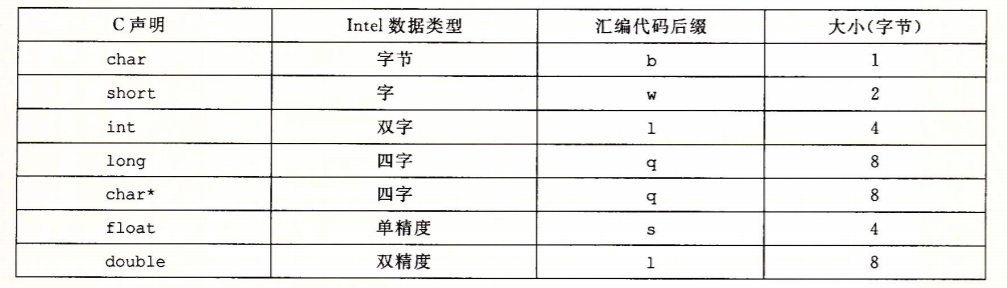 C 声明 Intel 数据类型 汇编代码后缀 大小(字节)
char 字节 b 1
short 字 w 2
int 双字 l 4
long 四字 q 8
char* 四字 q 8
float 单精度 s 4
double 双精度 l 8